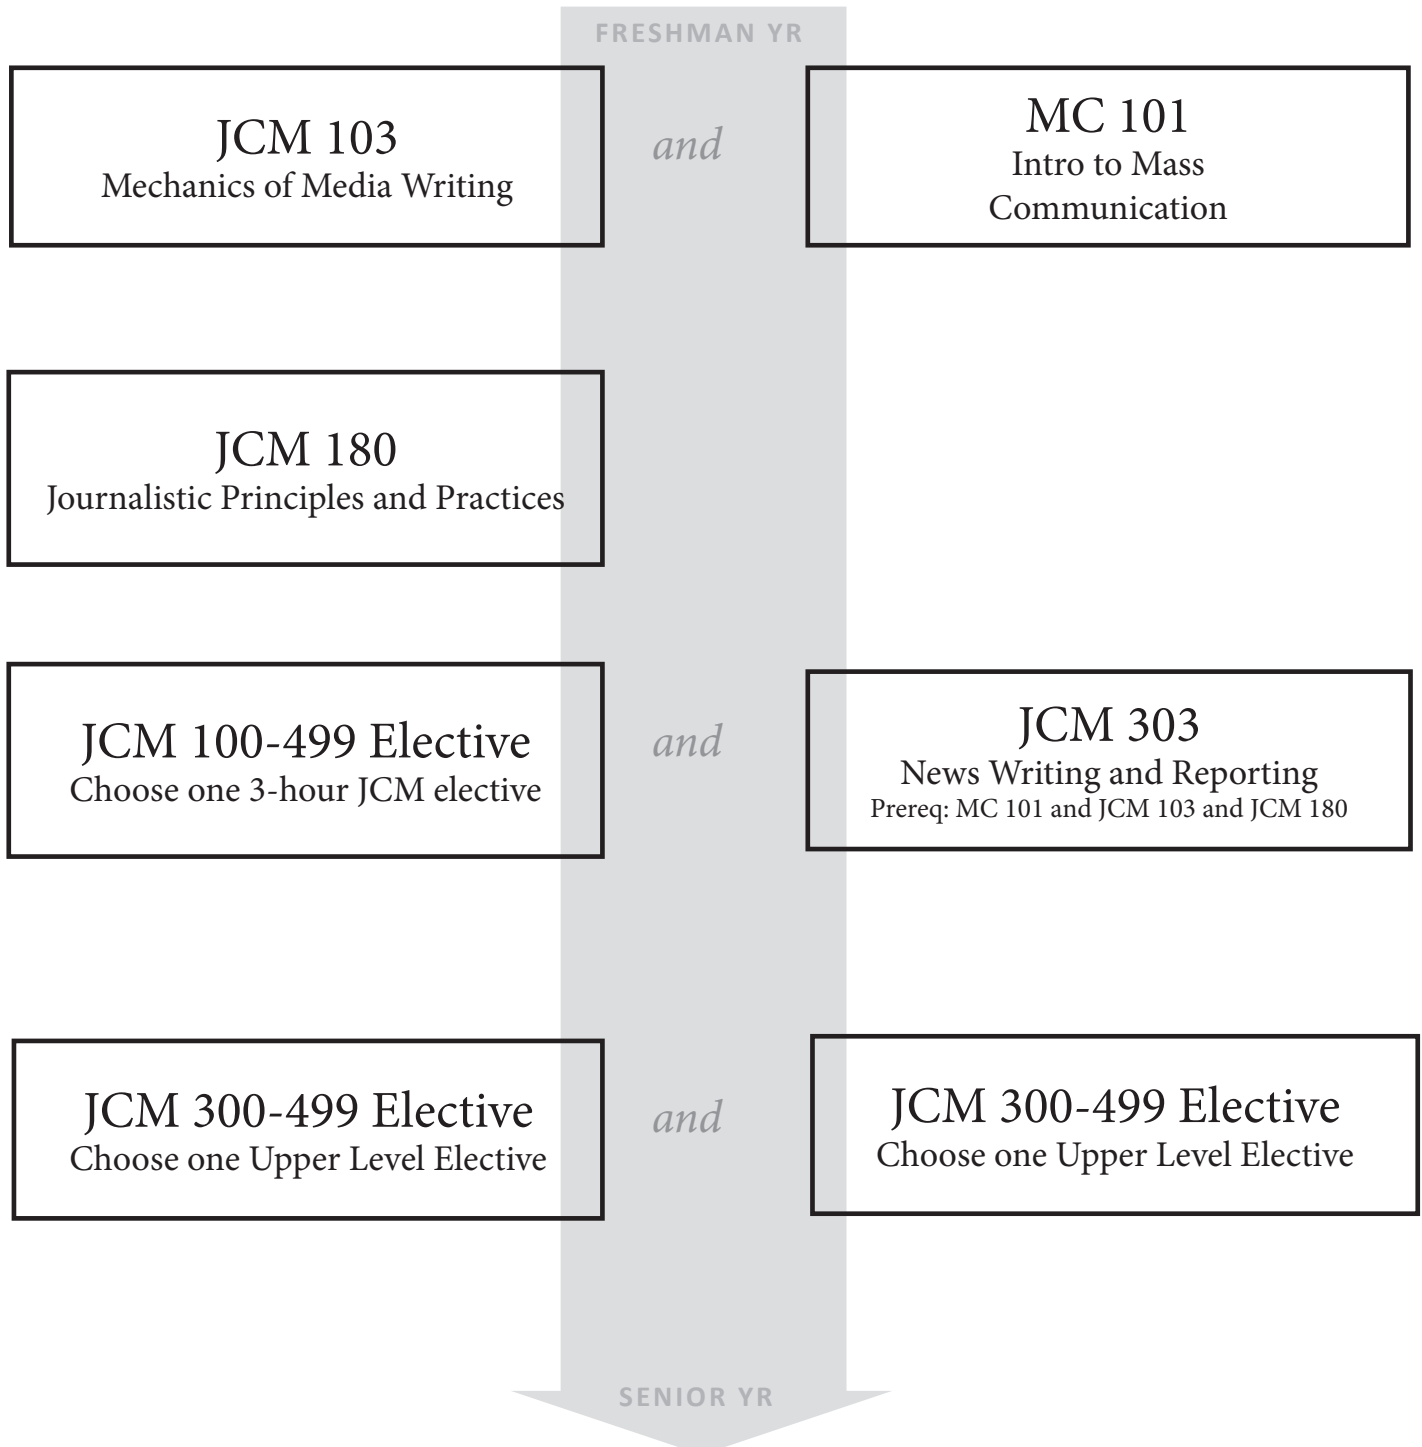 FRESHMAN YR
JCM 103
Mechanics of Media Writing
and
MC 101
Intro to Mass
Communication
JCM 180
Journalistic Principles and Practices
JCM 100-499 Elective
Choose one 3-hour JCM elective
and
JCM 303
News Writing and Reporting
Prereq: MC 101 and JCM 103 and JCM 180
JCM 300-499 Elective
Choose one Upper Level Elective
and
JCM 300-499 Elective
Choose one Upper Level Elective
SENIOR YR